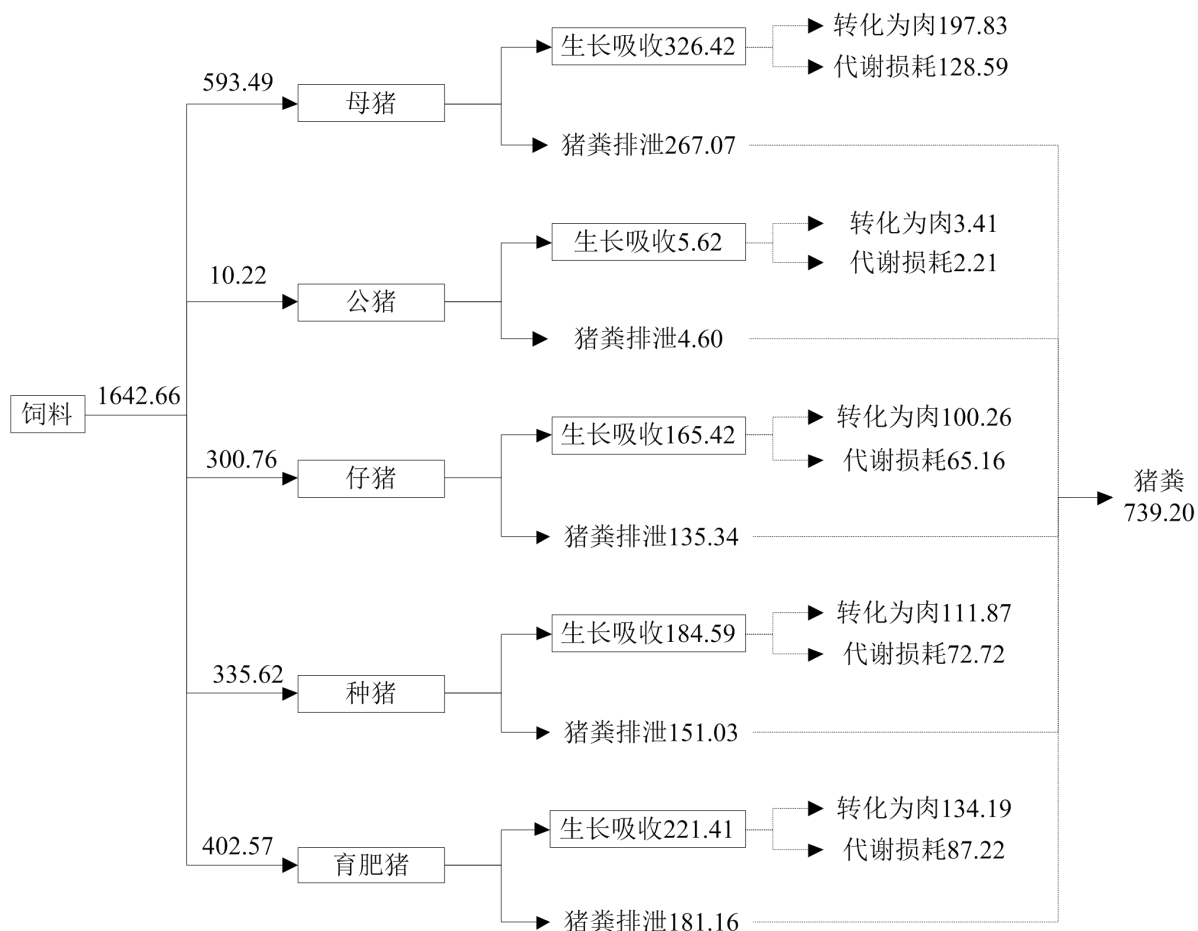 饲料
1642.66
593.49
母猪
生长吸收326.42
转化为肉197.83
代谢损耗128.59
猪粪排泄267.07
10.22
公猪
生长吸收5.62
转化为肉3.41
代谢损耗2.21
猪粪排泄4.60
300.76
仔猪
生长吸收165.42
转化为肉100.26
代谢损耗65.16
猪粪排泄135.34
335.62
种猪
生长吸收184.59
转化为肉111.87
代谢损耗72.72
猪粪排泄151.03
402.57
育肥猪
生长吸收221.41
转化为肉134.19
代谢损耗87.22
猪粪排泄181.16
猪粪
739.20